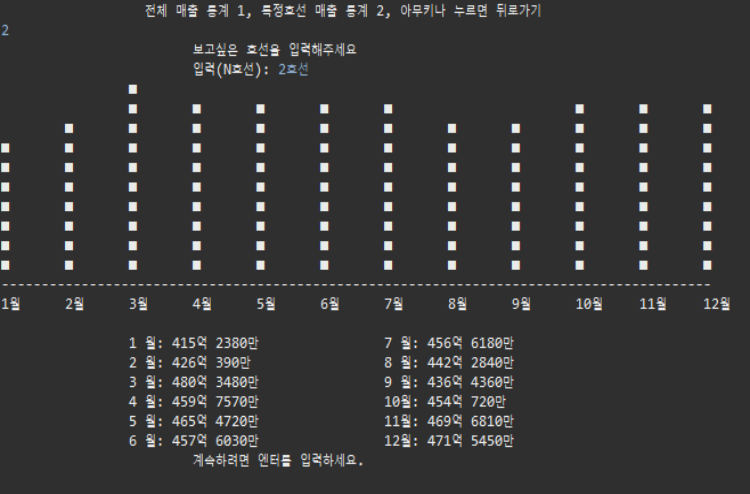 전체 매출 통계 1, 특정호선 매출 통계 2, 아무키나 누르면 뒤로가기
2
보고싶은 호선을 입력해주세요
입력(N호선): 2호선
1월 2월 3월 4월 5월 6월 7월 8월 9월 10월 11월 12월
1 월: 415억 2380만 7 월: 456억 6180만
2 월: 426억 390만 8 월: 442억 2840만
3 월: 480억 3480만 9 월: 436억 4360만
4 월: 459억 7570만 10월: 454억 720만
5 월: 465억 4720만 11월: 469억 6810만
6 월: 457억 6030만 12월: 471억 5450만
계속하려면 엔터를 입력하세요.